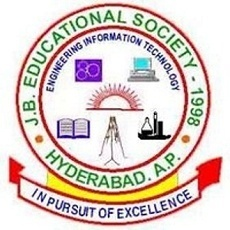 J.B. EDUCATIONAL SOCIETY - 1998
ENGINEERING INFORMATION TECHNOLOGY
HYDERABAD. A.P.
IN PURSUIT OF EXCELLENCE